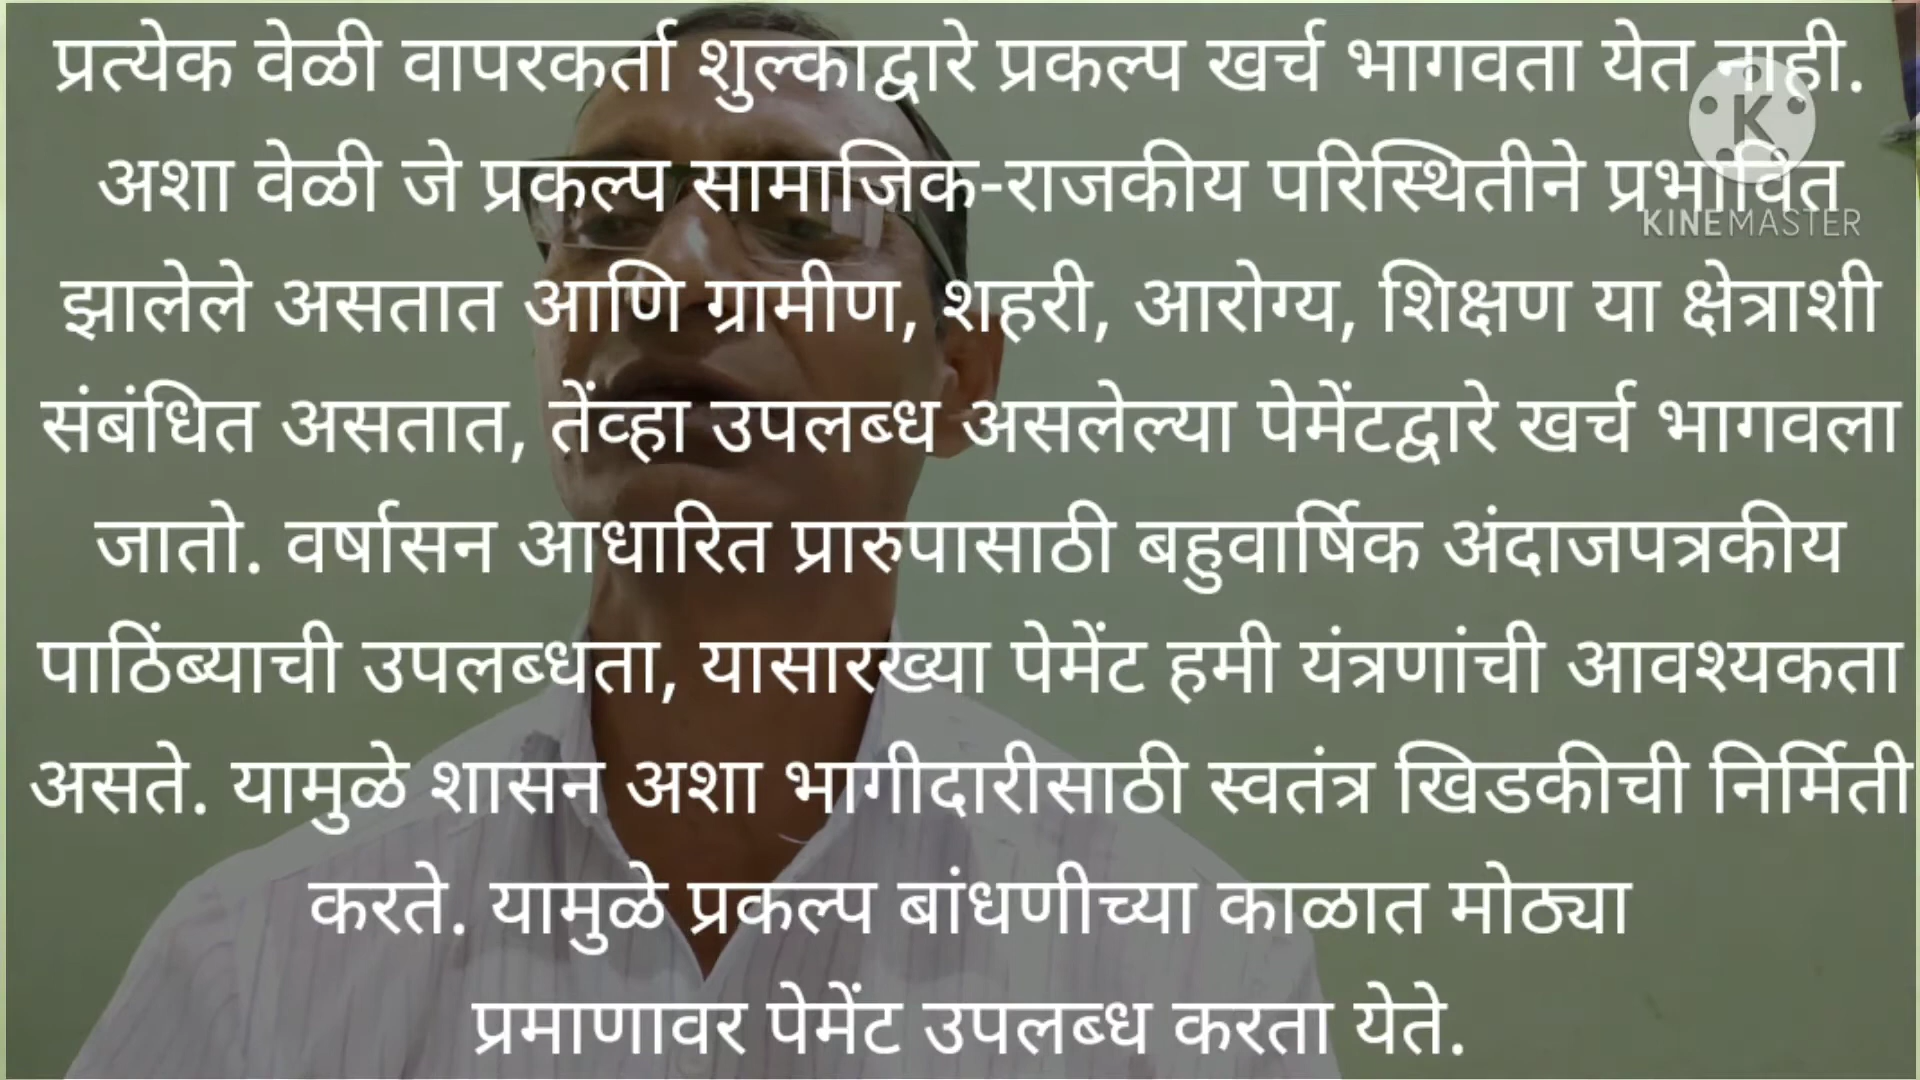 प्रत्येक वेळी वापरकर्ता शुल्काद्वारे प्रकल्प खर्च भागवता येत नाही.
अशा वेळी जे प्रकल्प सामाजिक-राजकीय परिस्थितीने प्रभावित
KINEMASTER
झालेले असतात आणि ग्रामीण, शहरी, आरोग्य, शिक्षण या क्षेत्राशी
संबंधित असतात, तेंव्हा उपलब्ध असलेल्या पेमेंटद्वारे खर्च भागवला
जातो. वर्षासन आधारित प्रारुपासाठी बहुवार्षिक अंदाजपत्रकीय
पाठिंब्याची उपलब्धता, यासारख्या पेमेंट हमी यंत्रणांची आवश्यकता
असते. यामुळे शासन अशा भागीदारीसाठी स्वतंत्र खिडकीची निर्मिती
करते. यामुळे प्रकल्प बांधणीच्या काळात मोठ्या
प्रमाणावर पेमेंट उपलब्ध करता येते.